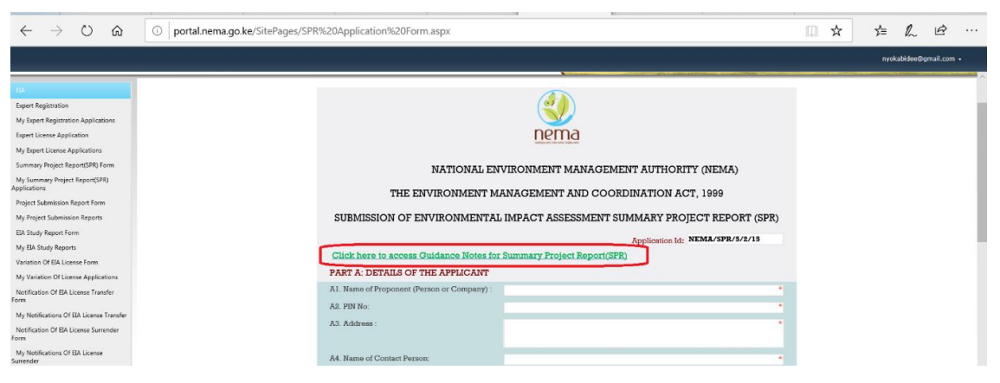 portal.nema.go.ke/SitePages/SPR%20Application%20Form.aspx
nyokabidee@gmail.com
EIA
Expert Registration
My Expert Registration Applications
Expert License Application
My Expert License Applications
Summary Project Report(SPR) Form
My Summary Project Report(SPR)
Applications
Project Submission Report Form
My Project Submission Reports
EIA Study Report Form
My EIA Study Reports
Variation Of EIA License Form
My Variation Of License Applications
Notification Of EIA License Transfer
Form
My Notifications Of EIA License Transfer
Notification Of EIA License Surrender
Form
My Notifications Of EIA License
Surrender
nema
NATIONAL ENVIRONMENT MANAGEMENT AUTHORITY (NEMA)
THE ENVIRONMENT MANAGEMENT AND COORDINATION ACT, 1999
SUBMISSION OF ENVIRONMENTAL IMPACT ASSESSMENT SUMMARY PROJECT REPORT (SPR)
Application Id: NEMA/SPR/5/2/15
Click here to access Guidance Notes for Summary Project Report(SPR)
PART A: DETAILS OF THE APPLICANT
A1. Name of Proponent (Person or Company) : *
A2. PIN No: *
A3. Address : *
A4. Name of Contact Person: *